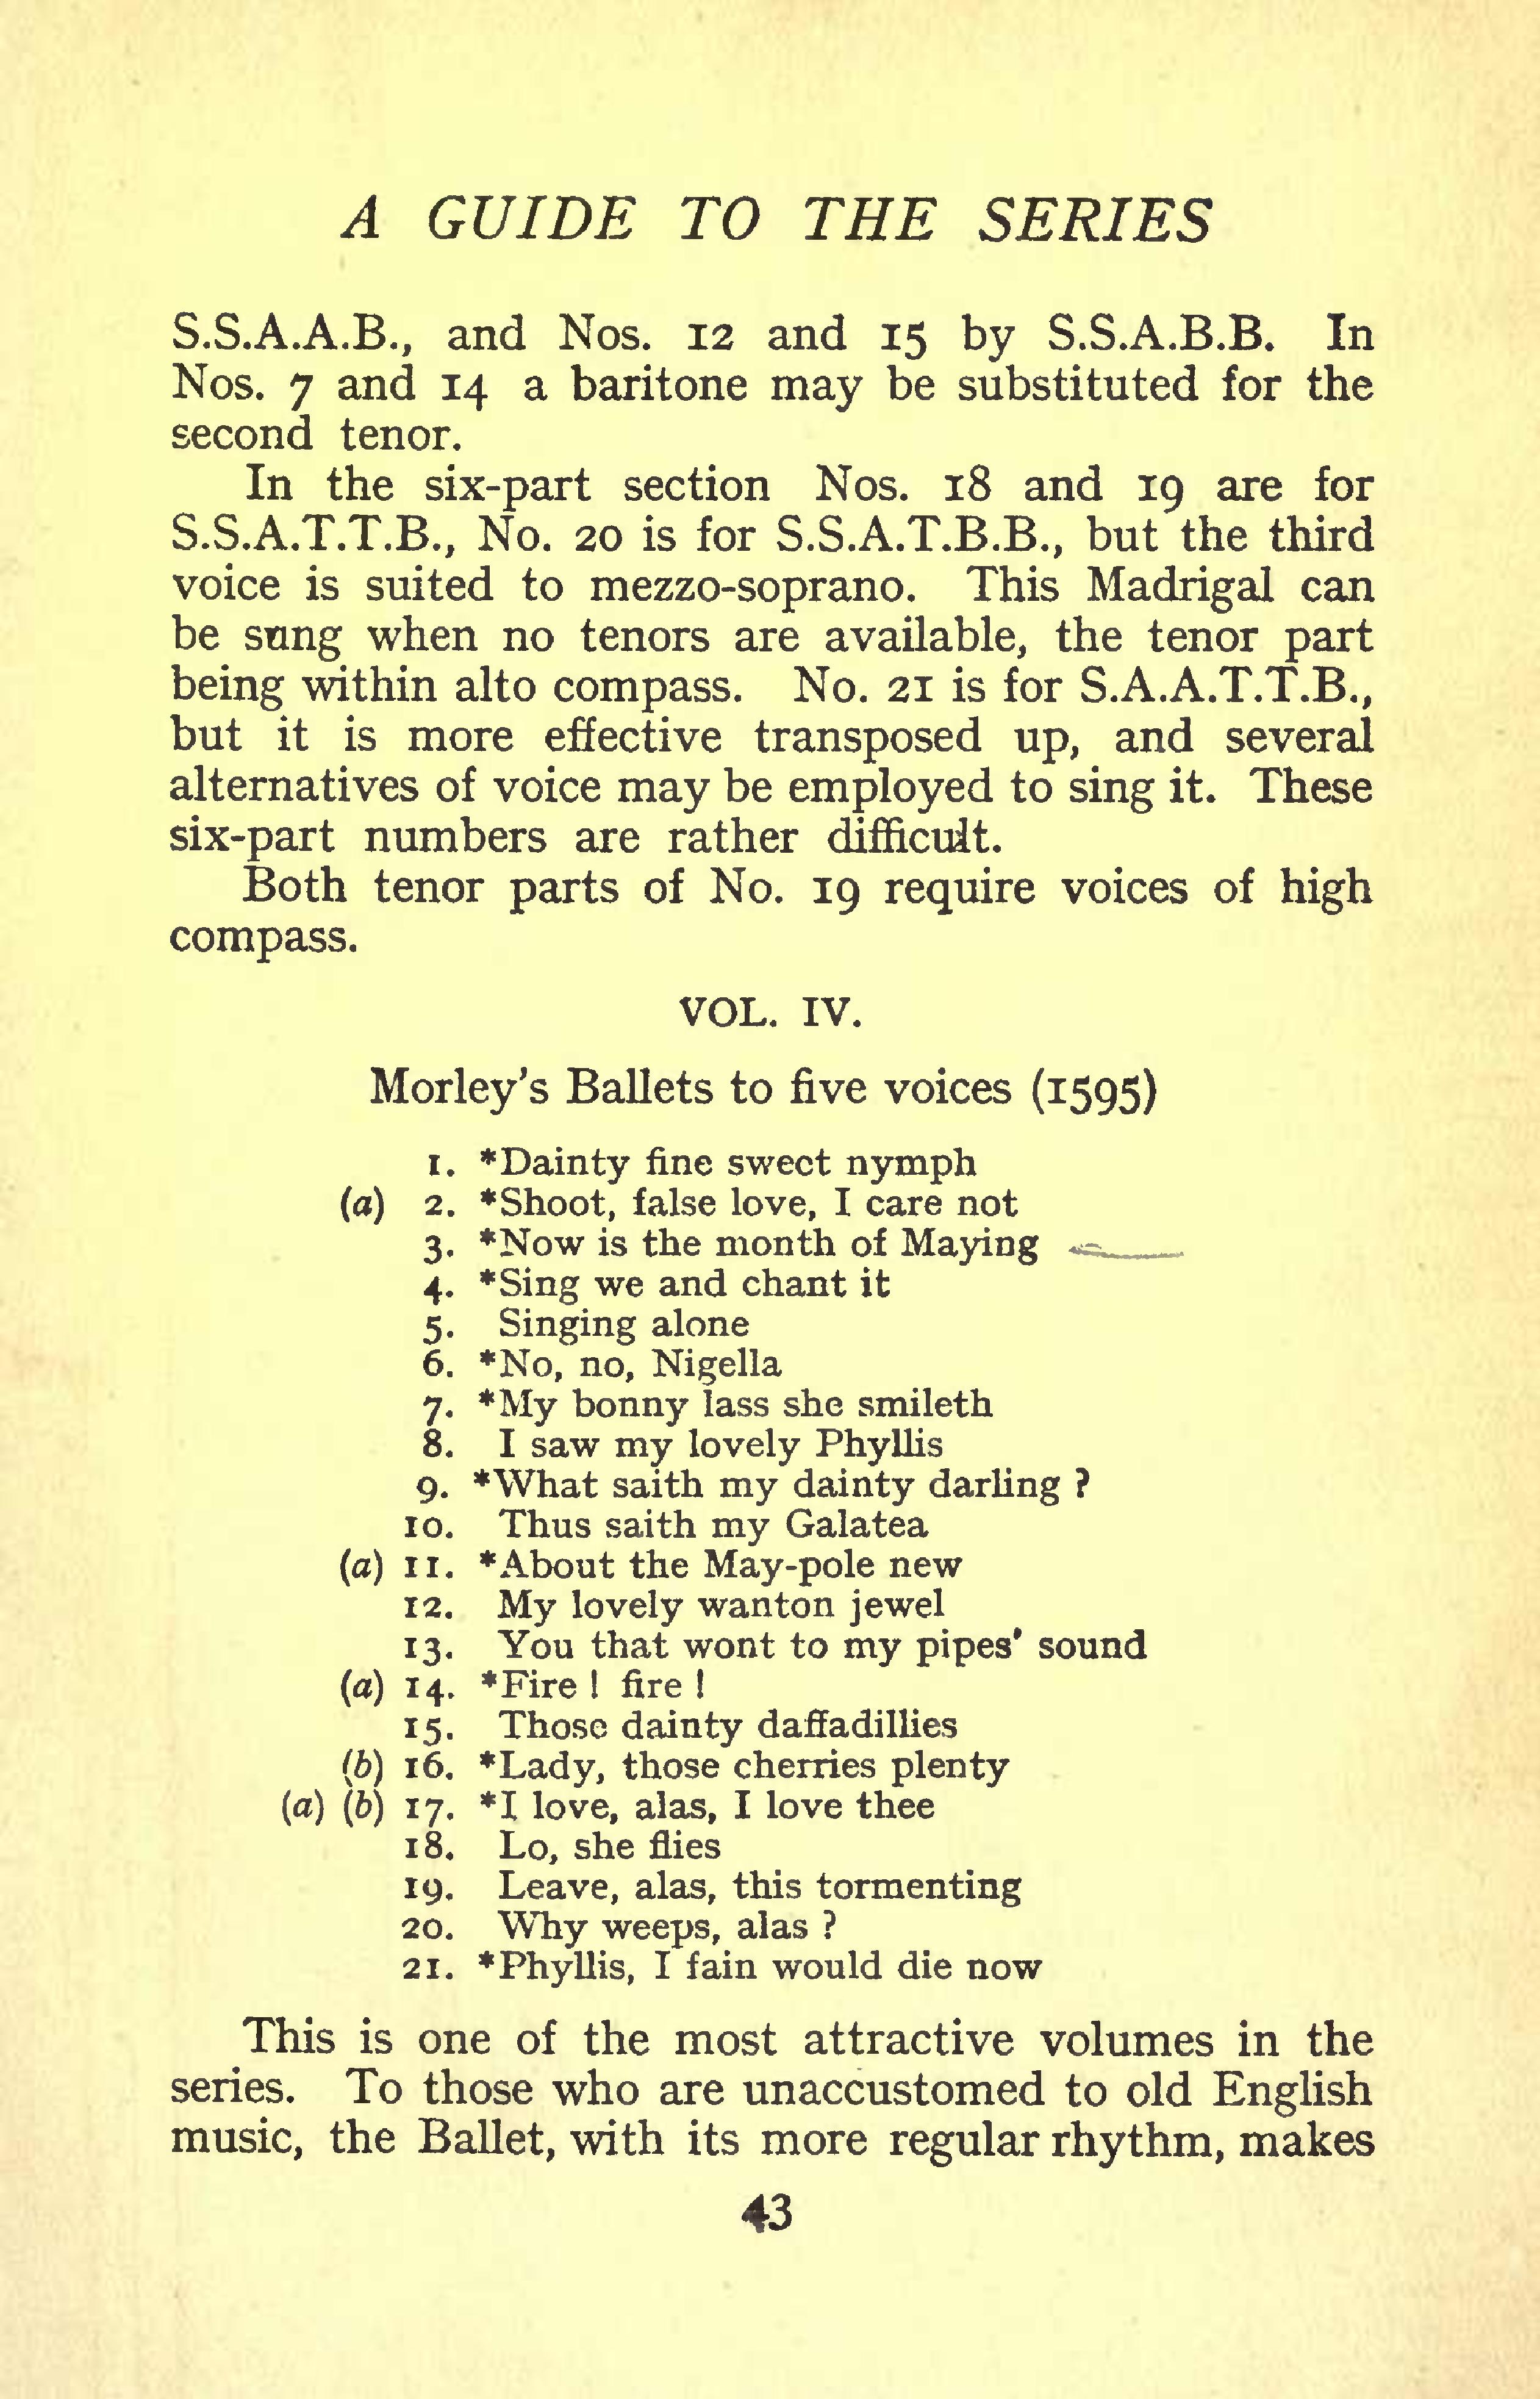 A GUIDE TO THE SERIES
S.S.A.A.B., and Nos. 12 and 15 by S.S.A.B.B. In
Nos. 7 and 14 a baritone may be substituted for the
second tenor.
In the six-part section Nos. 18 and 19 are for
S.S.A.T.T.B., No. 20 is for S.S.A.T.B.B., but the third
voice is suited to mezzo-soprano. This Madrigal can
be sung when no tenors are available, the tenor part
being within alto compass. No. 21 is for S.A.A.T.T.B.,
but it is more effective transposed up, and several
alternatives of voice may be employed to sing it. These
six-part numbers are rather difficult.
Both tenor parts of No. 19 require voices of high
compass.
VOL. IV.
Morley's Ballets to five voices (1595)
1. *Dainty fine sweet nymph
(a) 2. *Shoot, false love, I care not
3. *Now is the month of Maying
4. *Sing we and chant it
5. Singing alone
6. *No, no, Nigella
7. *My bonny lass she smileth
8. I saw my lovely Phyllis
9. *What saith my dainty darling ?
10. Thus saith my Galatea
(a) 11. *About the May-pole new
12. My lovely wanton jewel
13. You that wont to my pipes' sound
(a) 14. *Fire ! fire !
15. Those dainty daffadillies
(b) 16. *Lady, those cherries plenty
(a) (b) 17. *I love, alas, I love thee
18. Lo, she flies
19. Leave, alas, this tormenting
20. Why weeps, alas ?
21. *Phyllis, I fain would die now
This is one of the most attractive volumes in the
series. To those who are unaccustomed to old English
music, the Ballet, with its more regular rhythm, makes
43